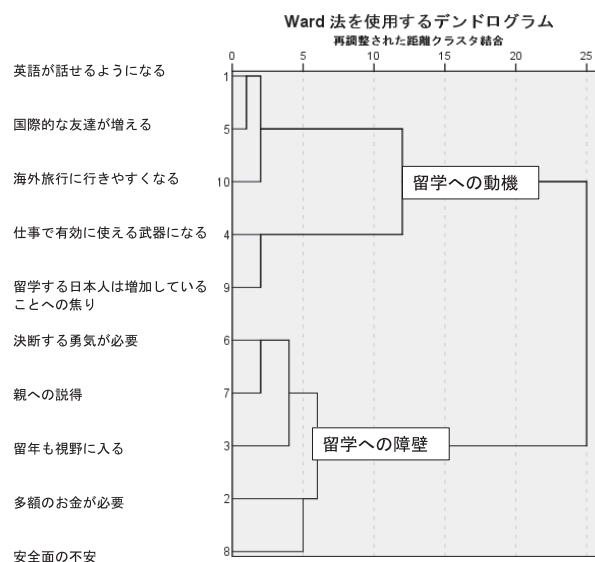 Ward 法を使用するデンドログラム
再調整された距離クラスタ結合
0 5 10 15 20 25
英語が話せるようになる 1
国際的な友達が増える 5
海外旅行に行きやすくなる 10
留学への動機
仕事で有効に使える武器になる 4
留学する日本人は増加している 9
ことへの焦り
決断する勇気が必要 6
親への説得 7
留年も視野に入る 3
留学への障壁
多額のお金が必要 2
安全面の不安 8